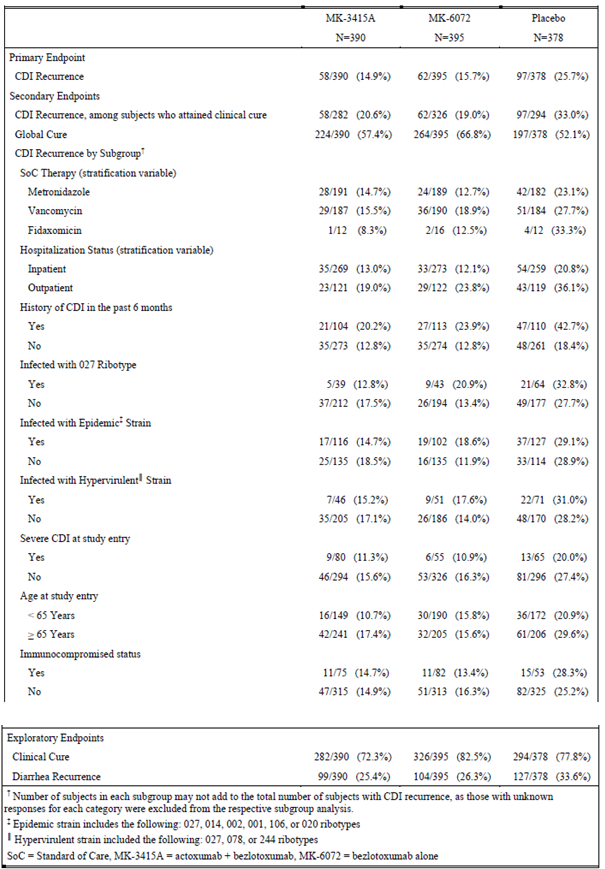 MK-3415A MK-6072 Placebo
N=390 N=395 N=378
Primary Endpoint
CDI Recurrence 58/390 (14.9%) 62/395 (15.7%) 97/378 (25.7%)
Secondary Endpoints
CDI Recurrence, among subjects who attained clinical cure 58/282 (20.6%) 62/326 (19.0%) 97/294 (33.0%)
Global Cure 224/390 (57.4%) 264/395 (66.8%) 197/378 (52.1%)
CDI Recurrence by Subgroup†
SoC Therapy (stratification variable)
Metronidazole 28/191 (14.7%) 24/189 (12.7%) 42/182 (23.1%)
Vancomycin 29/187 (15.5%) 36/190 (18.9%) 51/184 (27.7%)
Fidaxomicin 1/12 (8.3%) 2/16 (12.5%) 4/12 (33.3%)
Hospitalization Status (stratification variable)
Inpatient 35/269 (13.0%) 33/273 (12.1%) 54/259 (20.8%)
Outpatient 23/121 (19.0%) 29/122 (23.8%) 43/119 (36.1%)
History of CDI in the past 6 months
Yes 21/104 (20.2%) 27/113 (23.9%) 47/110 (42.7%)
No 35/273 (12.8%) 35/274 (12.8%) 48/261 (18.4%)
Infected with 027 Ribotype
Yes 5/39 (12.8%) 9/43 (20.9%) 21/64 (32.8%)
No 37/212 (17.5%) 26/194 (13.4%) 49/177 (27.7%)
Infected with Epidemic‡ Strain
Yes 17/116 (14.7%) 19/102 (18.6%) 37/127 (29.1%)
No 25/135 (18.5%) 16/135 (11.9%) 33/114 (28.9%)
Infected with Hypervirulent‖ Strain
Yes 7/46 (15.2%) 9/51 (17.6%) 22/71 (31.0%)
No 35/205 (17.1%) 26/186 (14.0%) 48/170 (28.2%)
Severe CDI at study entry
Yes 9/80 (11.3%) 6/55 (10.9%) 13/65 (20.0%)
No 46/294 (15.6%) 53/326 (16.3%) 81/296 (27.4%)
Age at study entry
< 65 Years 16/149 (10.7%) 30/190 (15.8%) 36/172 (20.9%)
≥ 65 Years 42/241 (17.4%) 32/205 (15.6%) 61/206 (29.6%)
Immunocompromised status
Yes 11/75 (14.7%) 11/82 (13.4%) 15/53 (28.3%)
No 47/315 (14.9%) 51/313 (16.3%) 82/325 (25.2%)
Exploratory Endpoints
Clinical Cure 282/390 (72.3%) 326/395 (82.5%) 294/378 (77.8%)
Diarrhea Recurrence 99/390 (25.4%) 104/395 (26.3%) 127/378 (33.6%)
† Number of subjects in each subgroup may not add to the total number of subjects with CDI recurrence, as those with unknown
responses for each category were excluded from the respective subgroup analysis.
‡ Epidemic strain includes the following: 027, 014, 002, 001, 106, or 020 ribotypes
‖ Hypervirulent strain included the following: 027, 078, or 244 ribotypes
SoC = Standard of Care, MK-3415A = actoxumab + bezlotoxumab, MK-6072 = bezlotoxumab alone